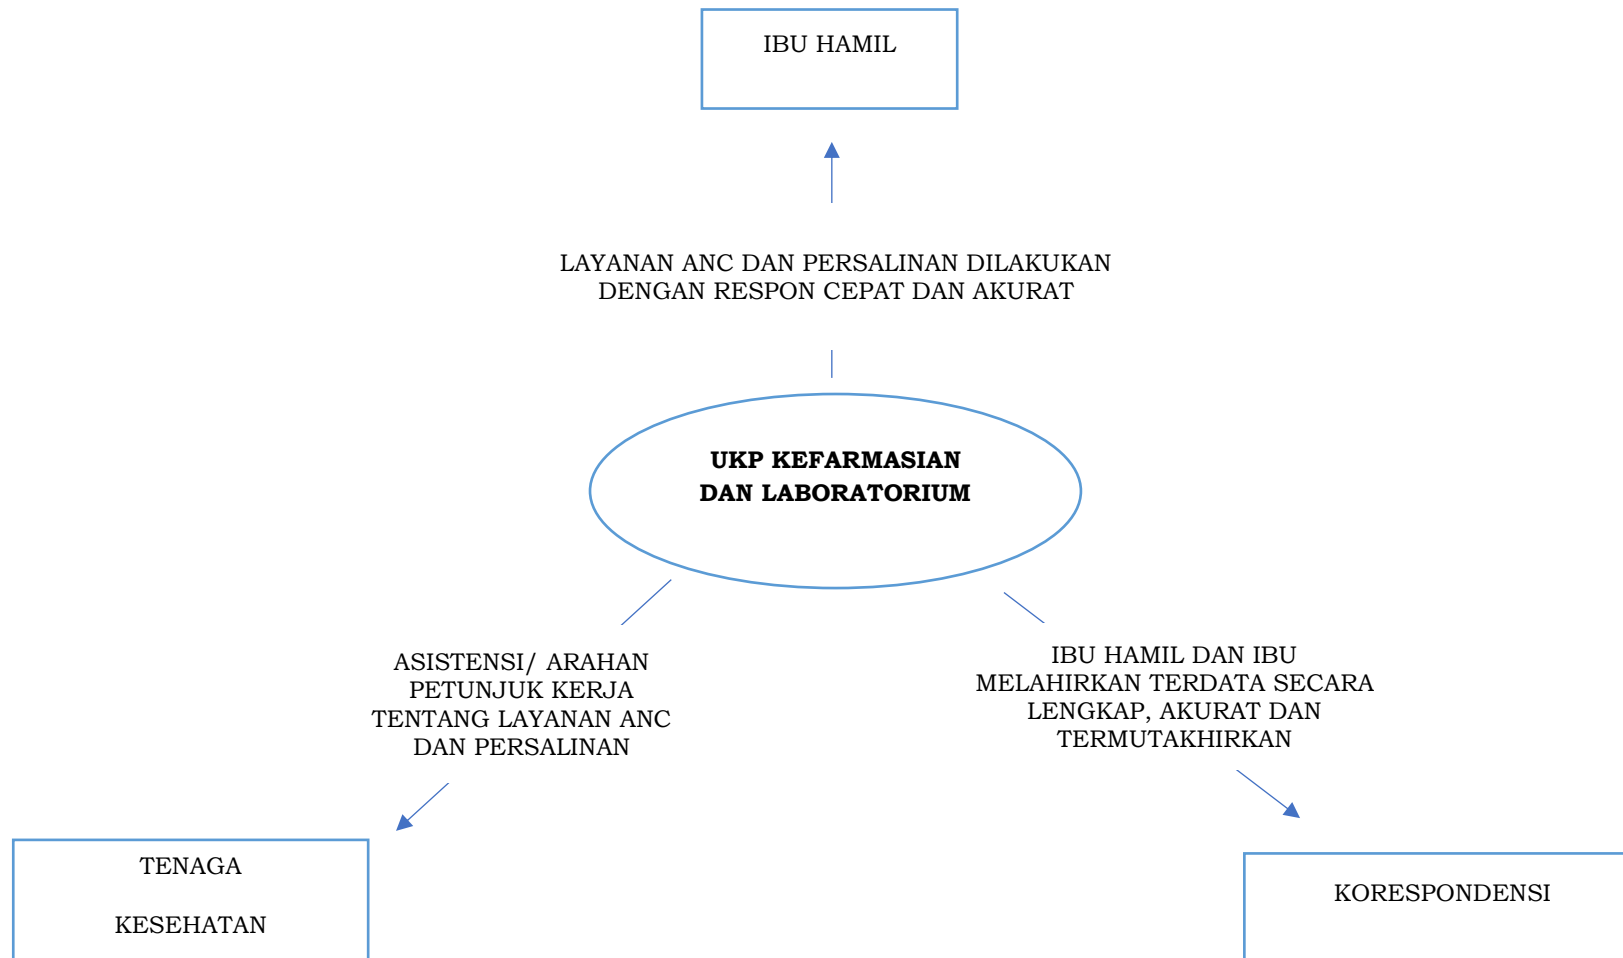 IBU HAMIL
LAYANAN ANC DAN PERSALINAN DILAKUKAN
DENGAN RESPON CEPAT DAN AKURAT
UKP KEFARMASIAN
DAN LABORATORIUM
ASISTENSI/ ARAHAN
PETUNJUK KERJA
TENTANG LAYANAN ANC
DAN PERSALINAN
IBU HAMIL DAN IBU
MELAHIRKAN TERDATA SECARA
LENGKAP, AKURAT DAN
TERMUTAKHIRKAN
TENAGA
KESEHATAN
KORESPONDENSI